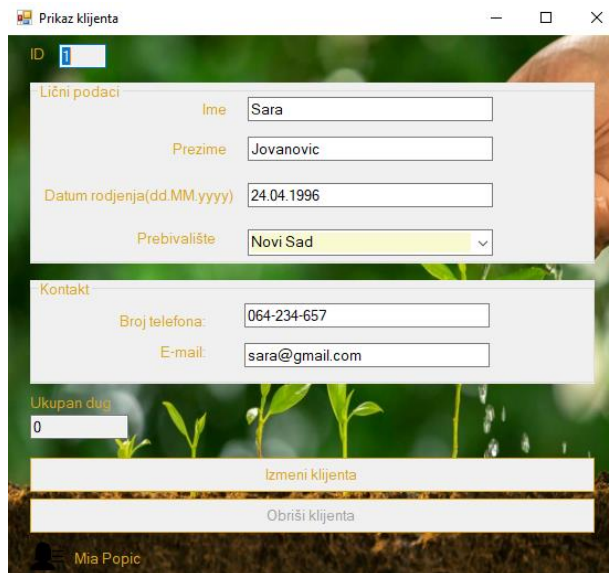 Prikaz klijenta
ID 1
Lični podaci
Ime Sara
Prezime Jovanovic
Datum rodjenja(dd.MM.yyyy) 24.04.1996
Prebivalište Novi Sad
Kontakt
Broj telefona: 064-234-657
E-mail: sara@gmail.com
Ukupan dug
0
Izmeni klijenta
Obriši klijenta
Mia Popic